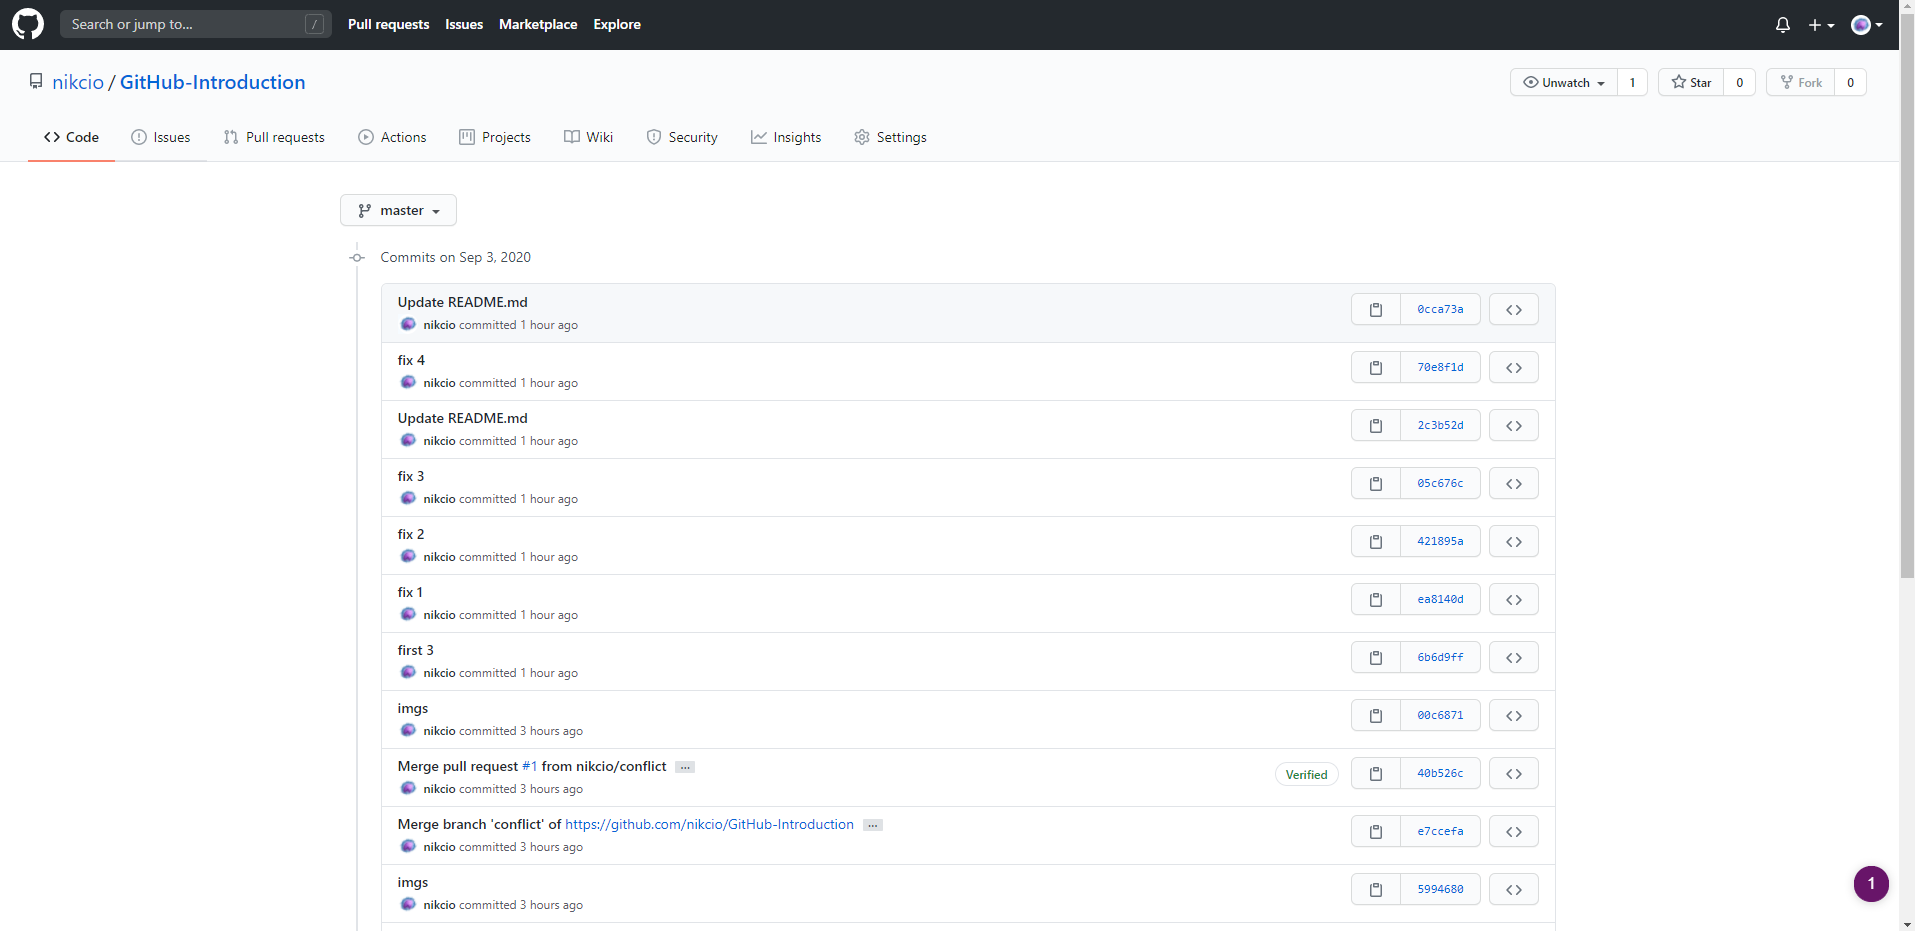 Search or jump to... /
Pull requests Issues Marketplace Explore
nikcio / GitHub-Introduction
Unwatch 1 Star 0 Fork 0
Code Issues Pull requests Actions Projects Wiki Security Insights Settings
master
Commits on Sep 3, 2020
Update README.md
nikcio committed 1 hour ago
0cca73a
fix 4
nikcio committed 1 hour ago
70e8f1d
Update README.md
nikcio committed 1 hour ago
2c3b52d
fix 3
nikcio committed 1 hour ago
05c676c
fix 2
nikcio committed 1 hour ago
421895a
fix 1
nikcio committed 1 hour ago
ea8140d
first 3
nikcio committed 1 hour ago
6b6d9ff
imgs
nikcio committed 3 hours ago
00c6871
Merge pull request #1 from nikcio/conflict ...
nikcio committed 3 hours ago
Verified 40b526c
Merge branch 'conflict' of https://github.com/nikcio/GitHub-Introduction ...
nikcio committed 3 hours ago
e7ccefa
imgs
nikcio committed 3 hours ago
5994680
1